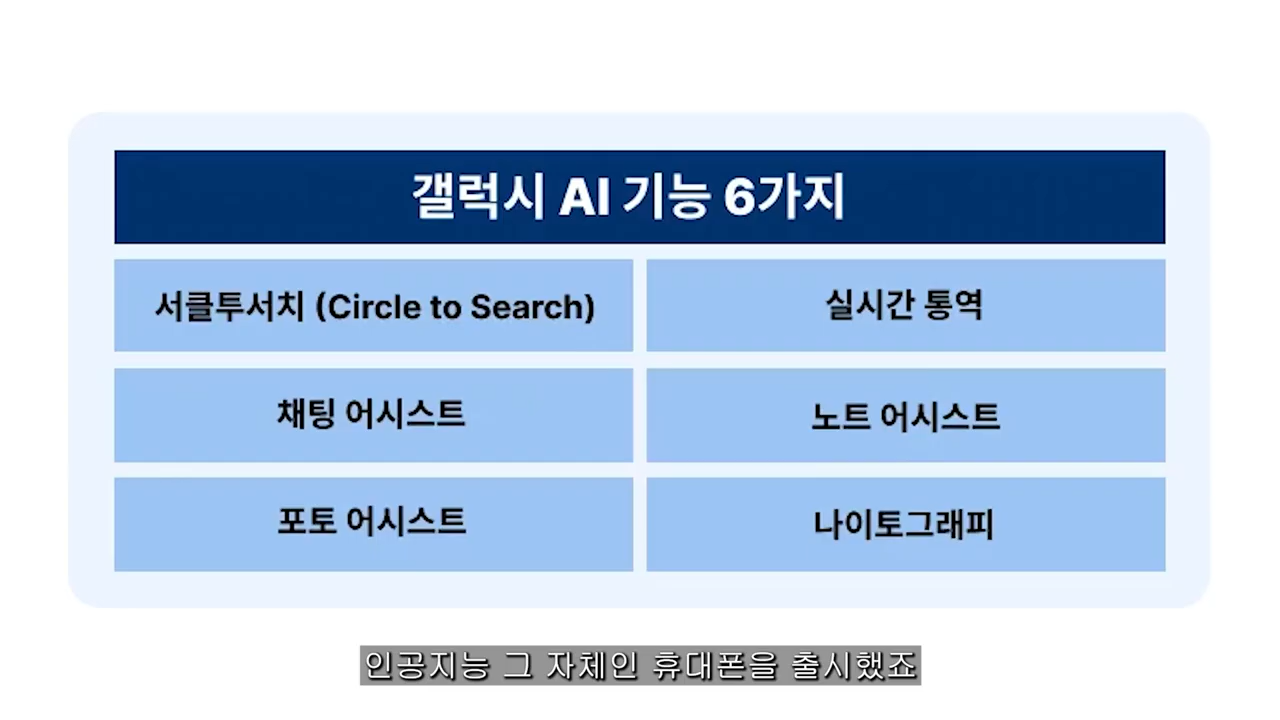 갤럭시 AI 기능 6가지
서클투서치 (Circle to Search)
실시간 통역
채팅 어시스트
노트 어시스트
포토 어시스트
나이토그래피
인공지능 그 자체인 휴대폰을 출시했죠